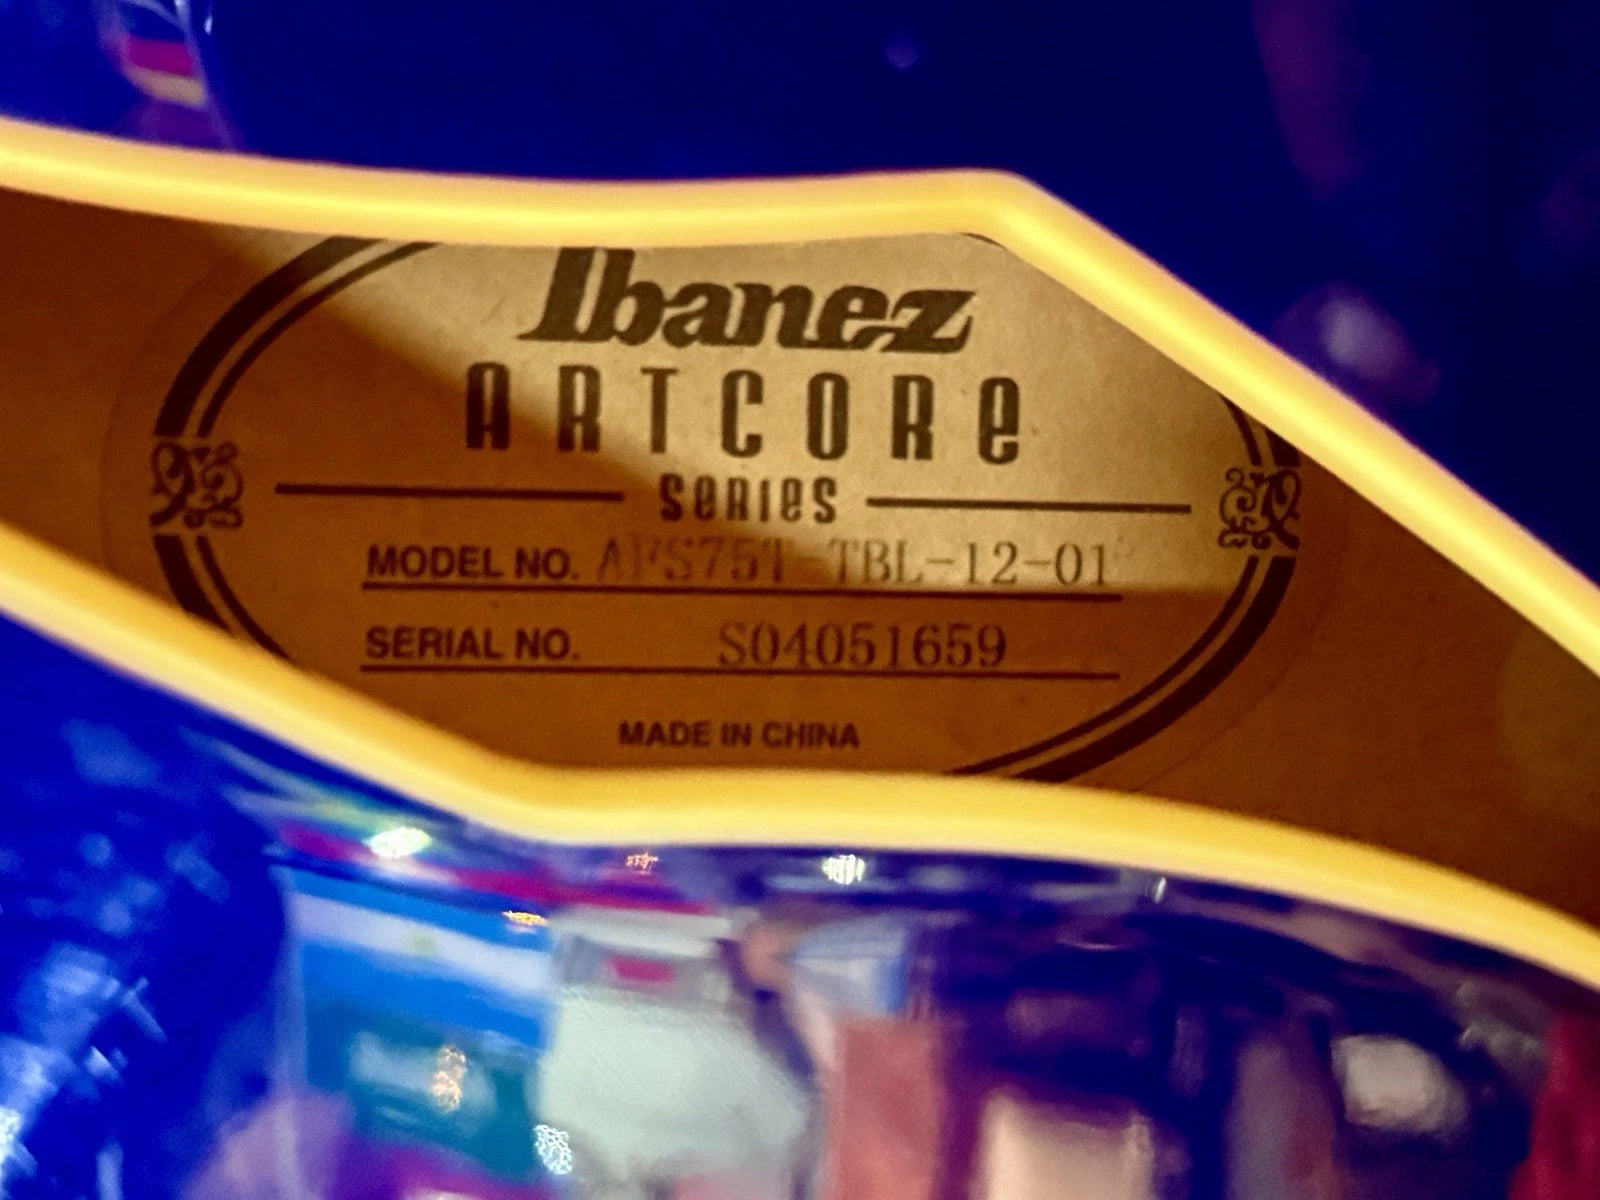 Ibanez
ARTCORE
SERIES
MODEL NO. AFS75T-TBL-12-01
SERIAL NO. S04051659
MADE IN CHINA